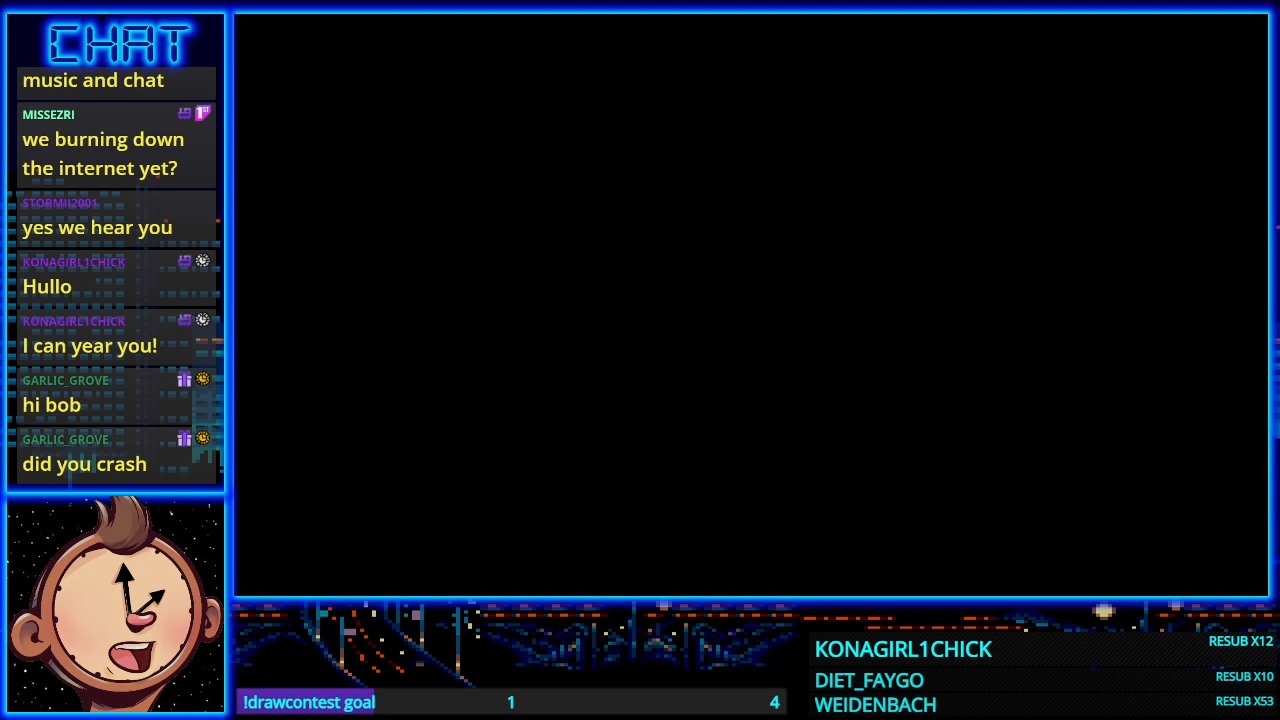 CHAT
music and chat
MISSEZRI
1ST
we burning down
the internet yet?
STORMII2001
yes we hear you
KONAGIRL1CHICK
Hullo
KONAGIRL1CHICK
I can year you!
GARLIC_GROVE
hi bob
GARLIC_GROVE
did you crash
!drawcontest goal 1 4
KONAGIRL1CHICK RESUB X12
DIET_FAYGO RESUB X10
WEIDENBACH RESUB X53